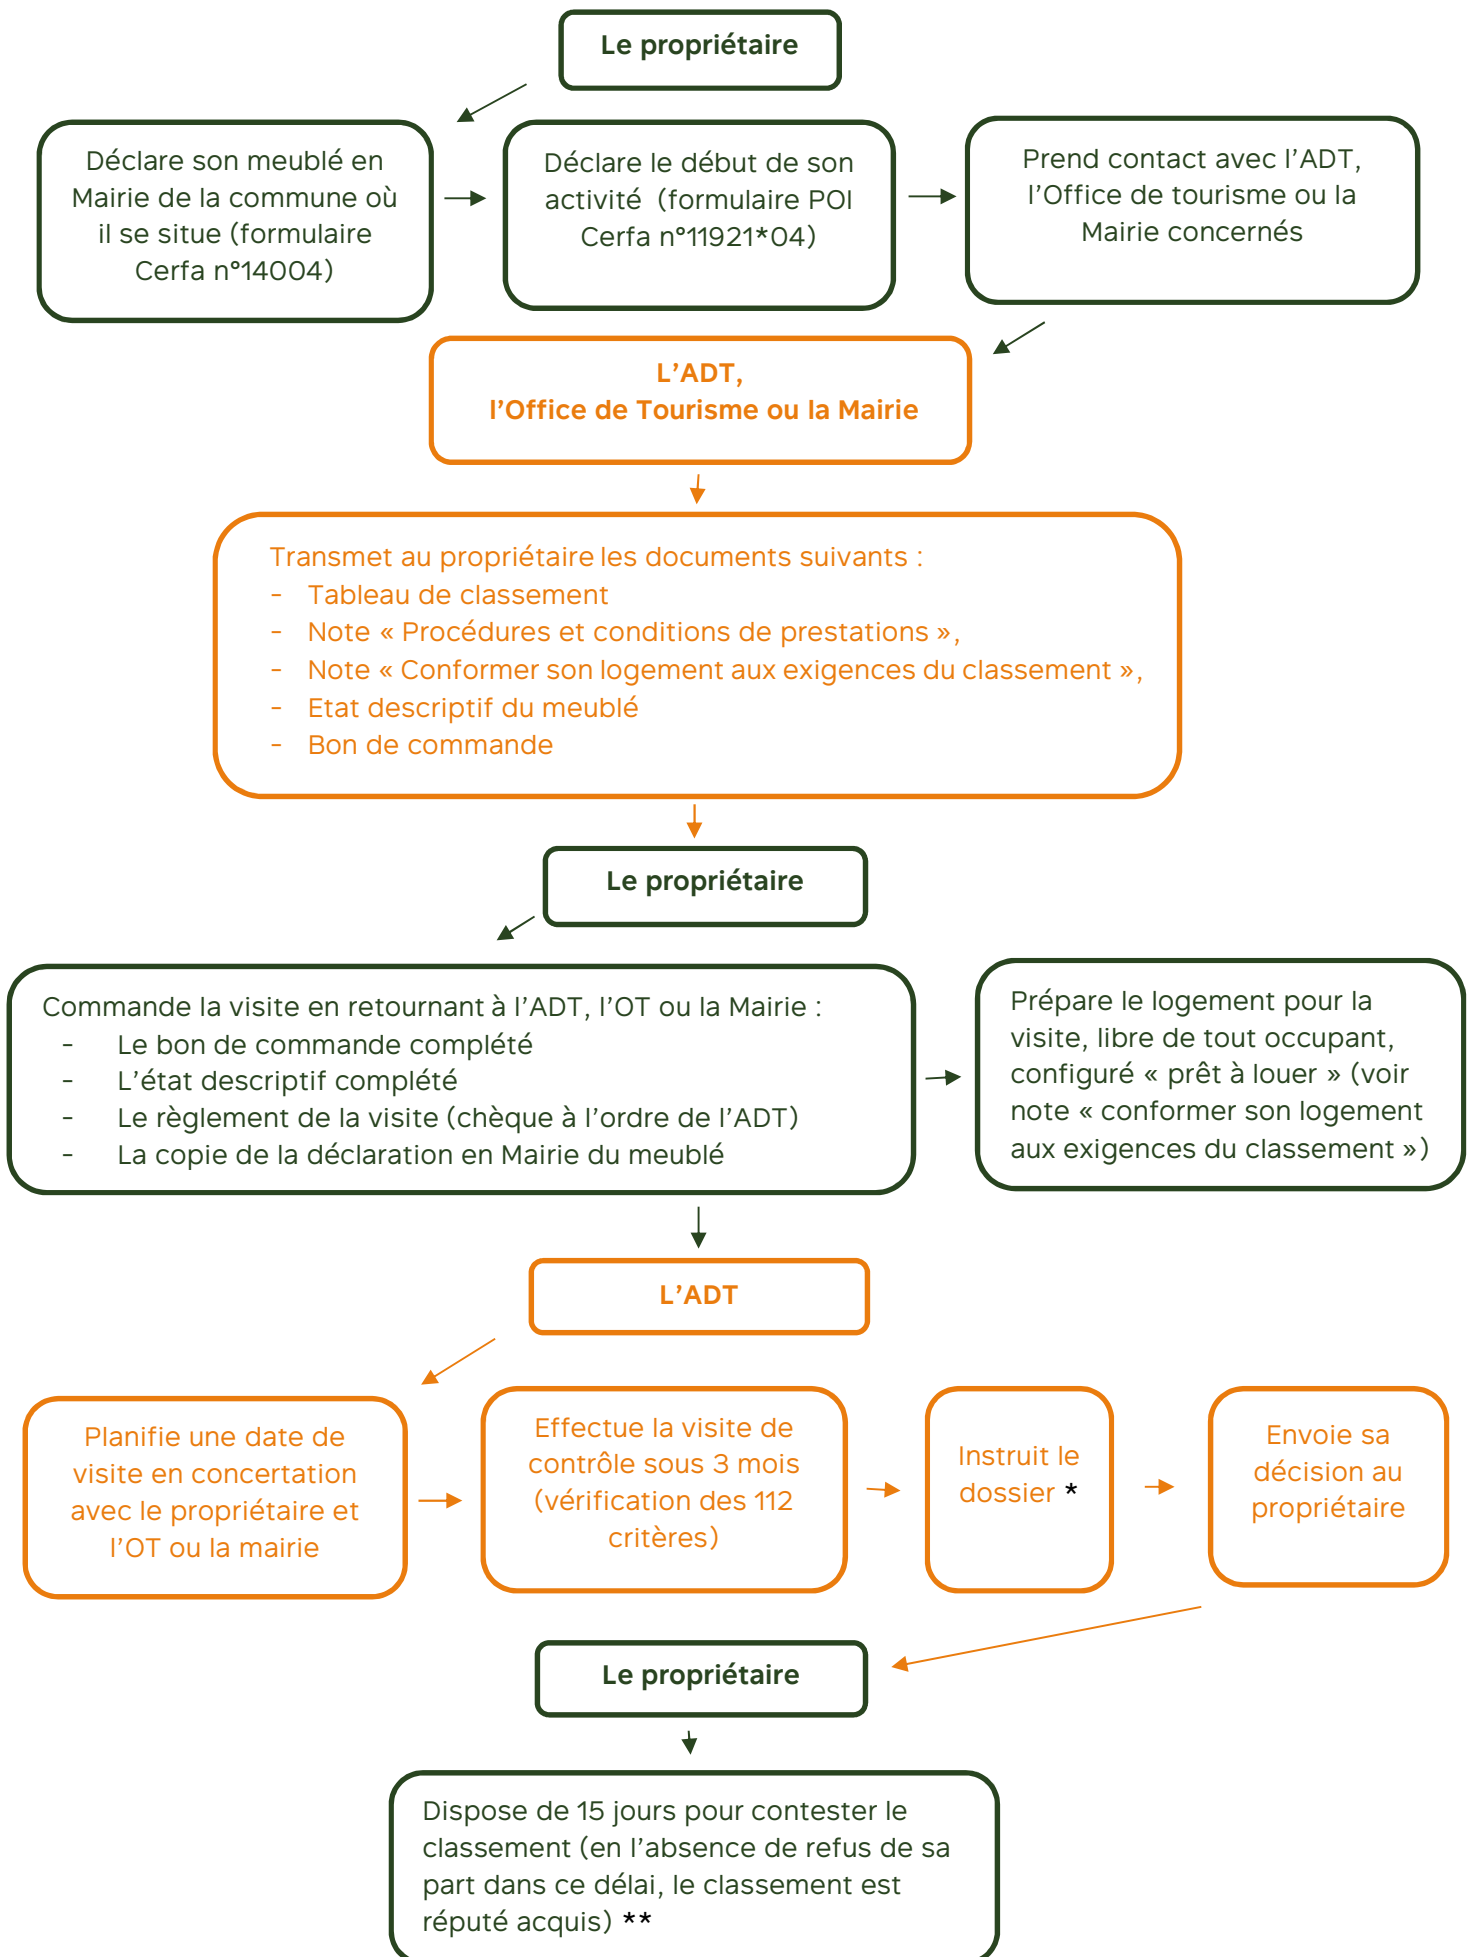 Le propriétaire
Déclare son meublé en
Mairie de la commune où
il se situe (formulaire
Cerfa n°14004)
Déclare le début de son
activité (formulaire POI
Cerfa n°11921*04)
Prend contact avec l’ADT,
l’Office de tourisme ou la
Mairie concernés
L’ADT,
l’Office de Tourisme ou la Mairie
Transmet au propriétaire les documents suivants :
- Tableau de classement
- Note « Procédures et conditions de prestations »,
- Note « Conformer son logement aux exigences du classement »,
- Etat descriptif du meublé
- Bon de commande
Le propriétaire
Commande la visite en retournant à l’ADT, l’OT ou la Mairie :
- Le bon de commande complété
- L’état descriptif complété
- Le règlement de la visite (chèque à l’ordre de l’ADT)
- La copie de la déclaration en Mairie du meublé
Prépare le logement pour la
visite, libre de tout occupant,
configuré « prêt à louer » (voir
note « conformer son logement
aux exigences du classement »)
L’ADT
Planifie une date de
visite en concertation
avec le propriétaire et
l’OT ou la mairie
Effectue la visite de
contrôle sous 3 mois
(vérification des 112
critères)
Instruit le
dossier *
Envoie sa
décision au
propriétaire
Le propriétaire
Dispose de 15 jours pour contester le
classement (en l’absence de refus de sa
part dans ce délai, le classement est
réputé acquis) **